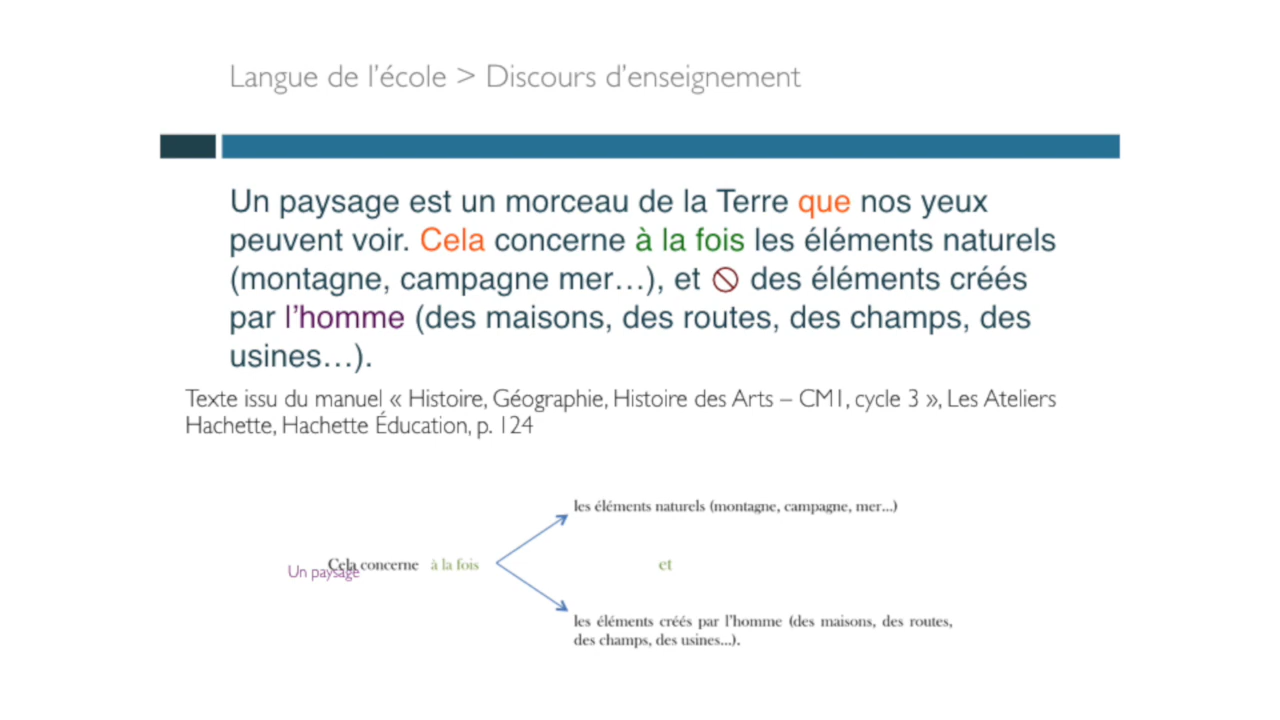 Langue de l'école > Discours d'enseignement
Un paysage est un morceau de la Terre que nos yeux
peuvent voir. Cela concerne à la fois les éléments naturels
(montagne, campagne mer…), et des éléments créés
par l'homme (des maisons, des routes, des champs, des
usines…).
Texte issu du manuel « Histoire, Géographie, Histoire des Arts – CM1, cycle 3 », Les Ateliers
Hachette, Hachette Éducation, p. 124
les éléments naturels (montagne, campagne, mer...)
Cela concerne à la fois et
Un paysage
les éléments créés par l'homme (des maisons, des routes,
des champs, des usines...).